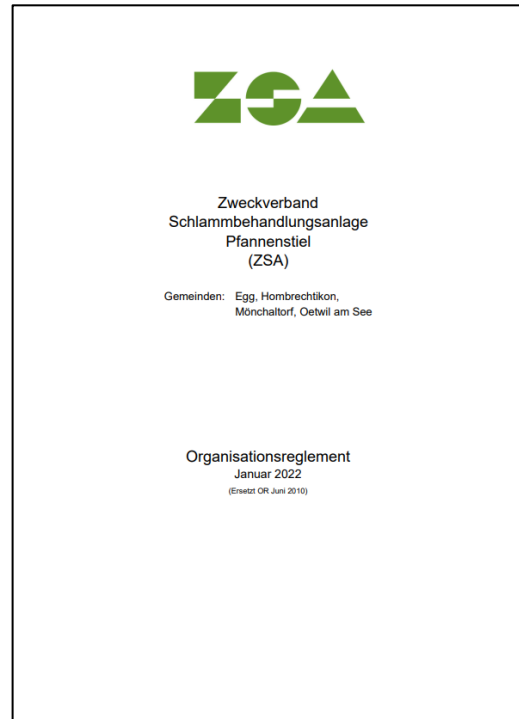 ZSA
Zweckverband
Schlammbehandlungsanlage
Pfannenstiel
(ZSA)
Gemeinden: Egg, Hombrechtikon,
Mönchaltorf, Oetwil am See
Organisationsreglement
Januar 2022
(Ersetzt OR Juni 2010)